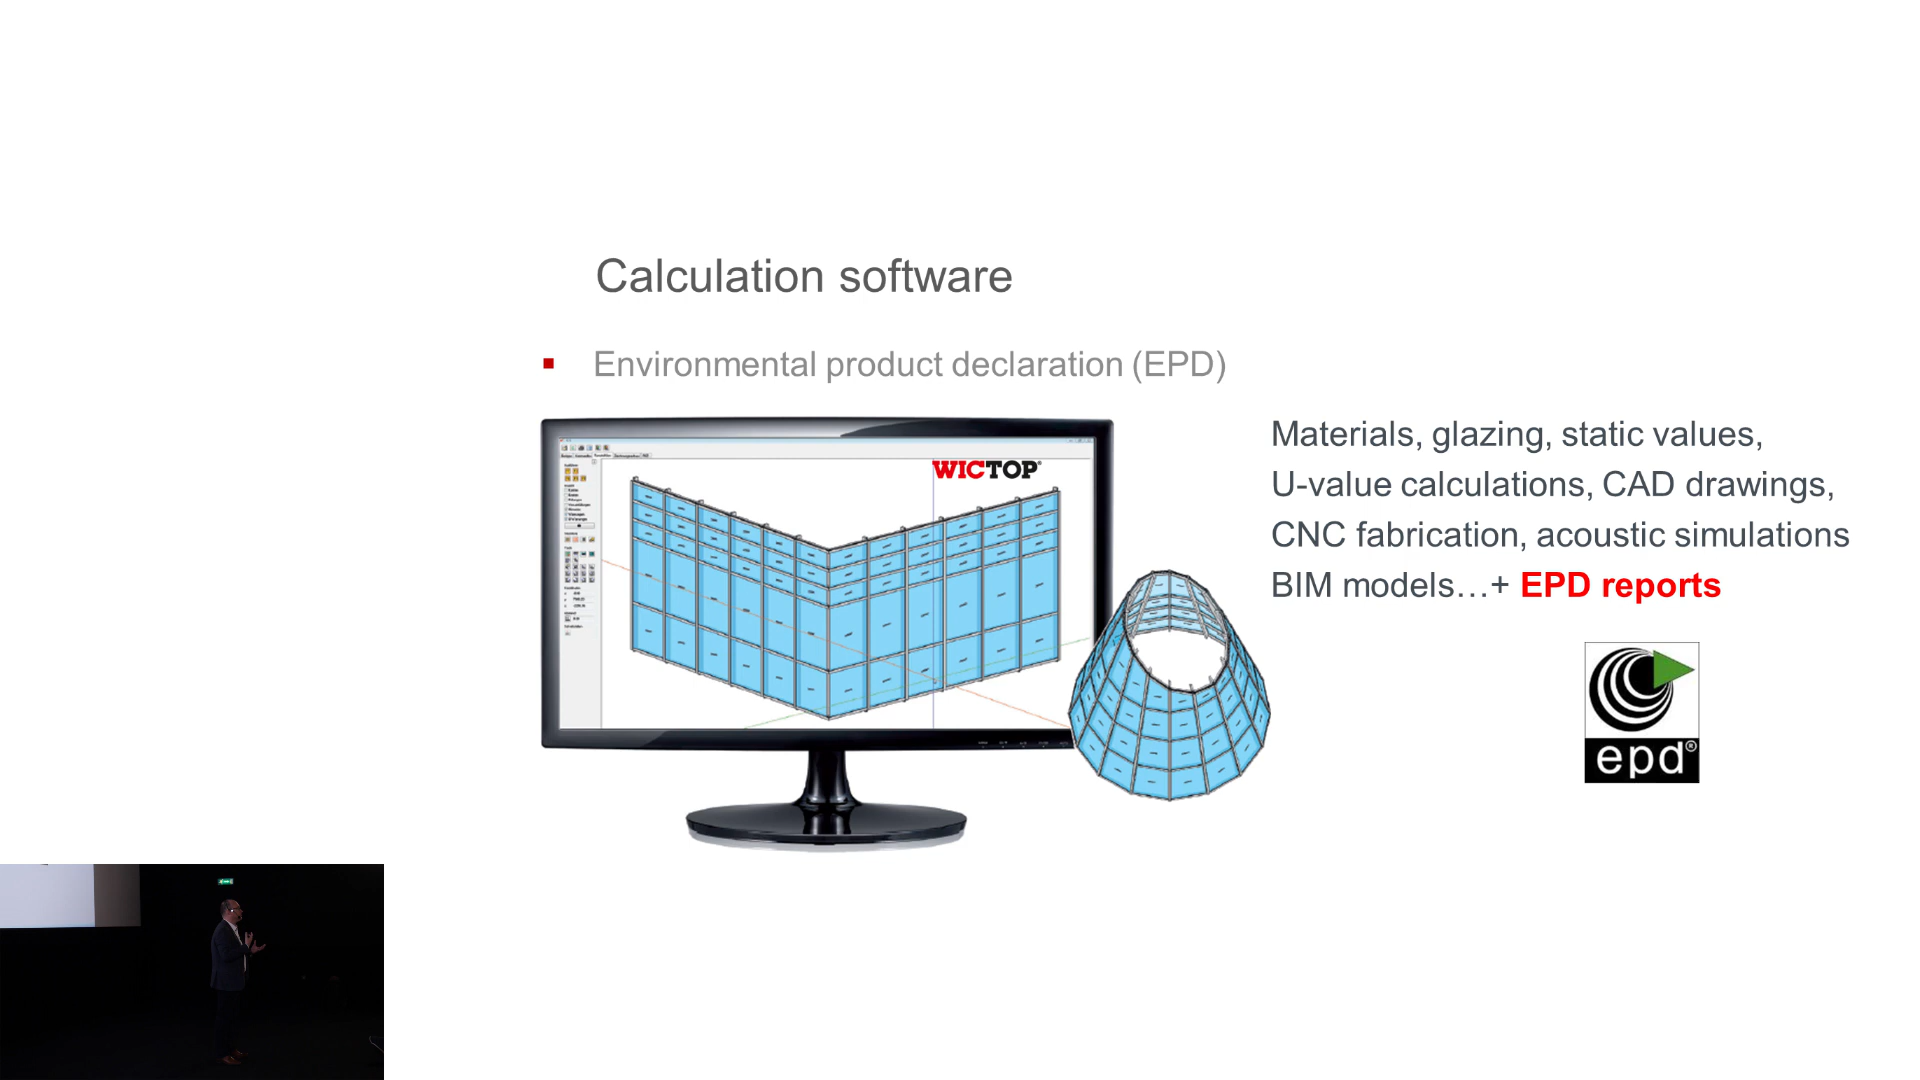 Calculation software
▪ Environmental product declaration (EPD)
WICTOP®
Materials, glazing, static values,
U-value calculations, CAD drawings,
CNC fabrication, acoustic simulations
BIM models…+ EPD reports
epd®